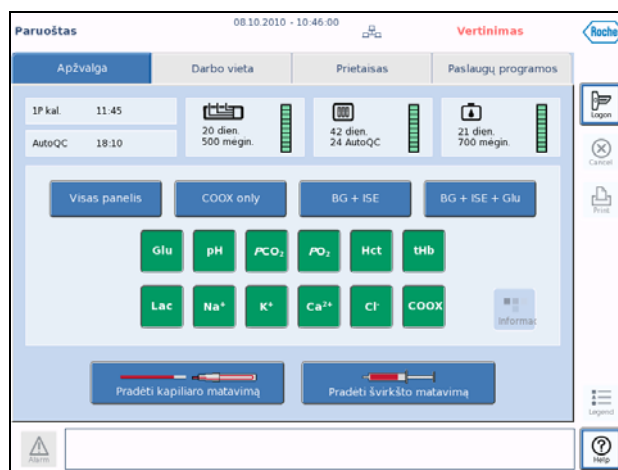 Paruoštas
08.10.2010 - 10:46:00
Vertinimas
Roche
Apžvalga
Darbo vieta
Prietaisas
Paslaugų programos
1P kal. 11:45
AutoQC 18:10
20 dien.
500 mėgin.
42 dien.
24 AutoQC
21 dien.
700 mėgin.
Logon
Cancel
Print
Visas panelis
COOX only
BG + ISE
BG + ISE + Glu
Glu
pH
PCO₂
PO₂
Hct
tHb
Lac
Na⁺
K⁺
Ca²⁺
Cl⁻
COOX
Informac
Pradėti kapiliaro matavimą
Pradėti švirkšto matavimą
Legend
Alarm
Help